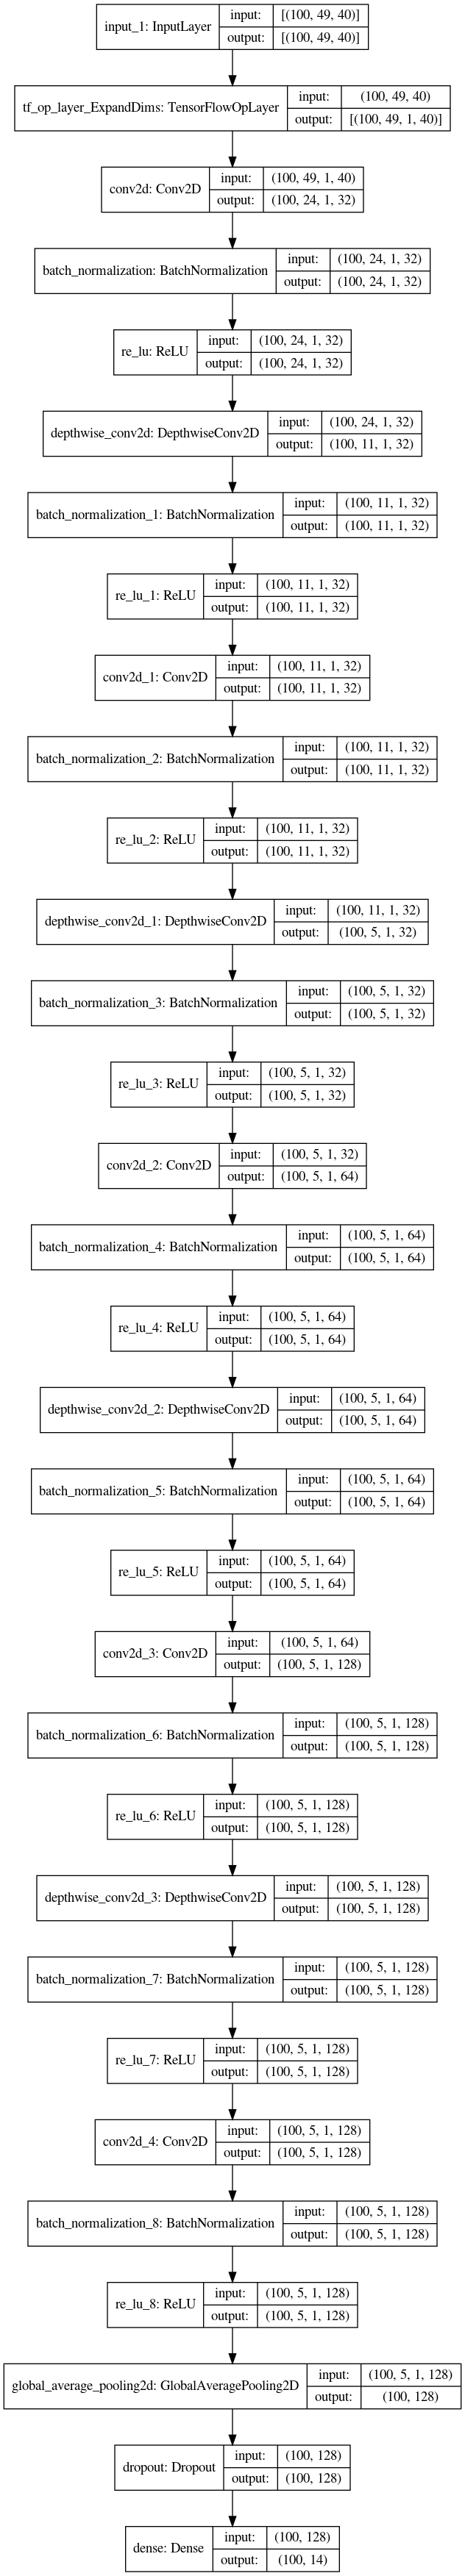 input_1: InputLayer
input: [(100, 49, 40)]
output: [(100, 49, 40)]
tf_op_layer_ExpandDims: TensorFlowOpLayer
input: (100, 49, 40)
output: [(100, 49, 1, 40)]
conv2d: Conv2D
input: (100, 49, 1, 40)
output: (100, 24, 1, 32)
batch_normalization: BatchNormalization
input: (100, 24, 1, 32)
output: (100, 24, 1, 32)
re_lu: ReLU
input: (100, 24, 1, 32)
output: (100, 24, 1, 32)
depthwise_conv2d: DepthwiseConv2D
input: (100, 24, 1, 32)
output: (100, 11, 1, 32)
batch_normalization_1: BatchNormalization
input: (100, 11, 1, 32)
output: (100, 11, 1, 32)
re_lu_1: ReLU
input: (100, 11, 1, 32)
output: (100, 11, 1, 32)
conv2d_1: Conv2D
input: (100, 11, 1, 32)
output: (100, 11, 1, 32)
batch_normalization_2: BatchNormalization
input: (100, 11, 1, 32)
output: (100, 11, 1, 32)
re_lu_2: ReLU
input: (100, 11, 1, 32)
output: (100, 11, 1, 32)
depthwise_conv2d_1: DepthwiseConv2D
input: (100, 11, 1, 32)
output: (100, 5, 1, 32)
batch_normalization_3: BatchNormalization
input: (100, 5, 1, 32)
output: (100, 5, 1, 32)
re_lu_3: ReLU
input: (100, 5, 1, 32)
output: (100, 5, 1, 32)
conv2d_2: Conv2D
input: (100, 5, 1, 32)
output: (100, 5, 1, 64)
batch_normalization_4: BatchNormalization
input: (100, 5, 1, 64)
output: (100, 5, 1, 64)
re_lu_4: ReLU
input: (100, 5, 1, 64)
output: (100, 5, 1, 64)
depthwise_conv2d_2: DepthwiseConv2D
input: (100, 5, 1, 64)
output: (100, 5, 1, 64)
batch_normalization_5: BatchNormalization
input: (100, 5, 1, 64)
output: (100, 5, 1, 64)
re_lu_5: ReLU
input: (100, 5, 1, 64)
output: (100, 5, 1, 64)
conv2d_3: Conv2D
input: (100, 5, 1, 64)
output: (100, 5, 1, 128)
batch_normalization_6: BatchNormalization
input: (100, 5, 1, 128)
output: (100, 5, 1, 128)
re_lu_6: ReLU
input: (100, 5, 1, 128)
output: (100, 5, 1, 128)
depthwise_conv2d_3: DepthwiseConv2D
input: (100, 5, 1, 128)
output: (100, 5, 1, 128)
batch_normalization_7: BatchNormalization
input: (100, 5, 1, 128)
output: (100, 5, 1, 128)
re_lu_7: ReLU
input: (100, 5, 1, 128)
output: (100, 5, 1, 128)
conv2d_4: Conv2D
input: (100, 5, 1, 128)
output: (100, 5, 1, 128)
batch_normalization_8: BatchNormalization
input: (100, 5, 1, 128)
output: (100, 5, 1, 128)
re_lu_8: ReLU
input: (100, 5, 1, 128)
output: (100, 5, 1, 128)
global_average_pooling2d: GlobalAveragePooling2D
input: (100, 5, 1, 128)
output: (100, 128)
dropout: Dropout
input: (100, 128)
output: (100, 128)
dense: Dense
input: (100, 128)
output: (100, 14)